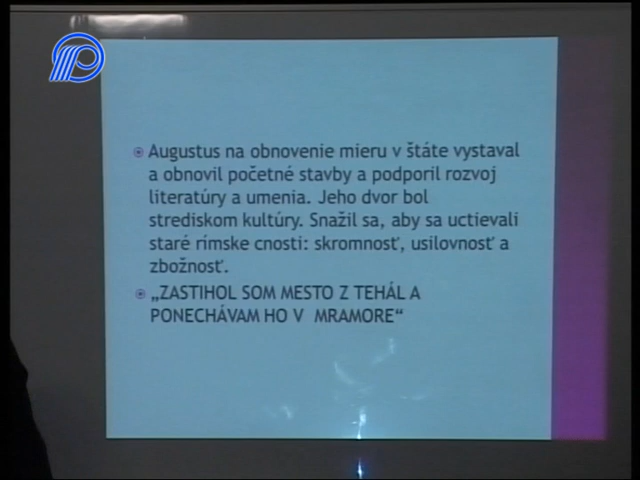 Augustus na obnovenie mieru v štáte vystaval
a obnovil početné stavby a podporil rozvoj
literatúry a umenia. Jeho dvor bol
strediskom kultúry. Snažil sa, aby sa uctievali
staré rímske cnosti: skromnosť, usilovnosť a
zbožnosť.
„ZASTIHOL SOM MESTO Z TEHÁL A
PONECHÁVAM HO V MRAMORE“